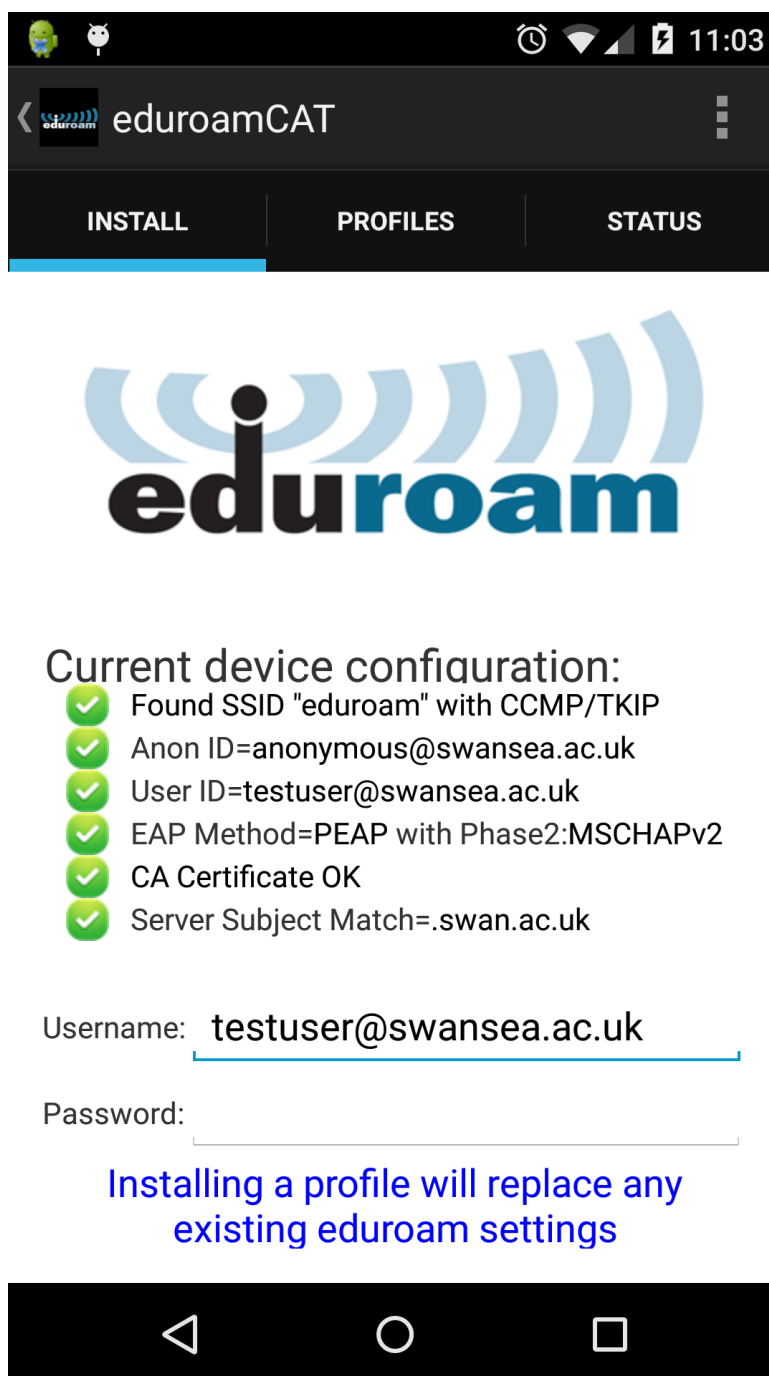 11:03
eduroam eduroamCAT
INSTALL PROFILES STATUS
eduroam
Current device configuration:
Found SSID "eduroam" with CCMP/TKIP
Anon ID=anonymous@swansea.ac.uk
User ID=testuser@swansea.ac.uk
EAP Method=PEAP with Phase2:MSCHAPv2
CA Certificate OK
Server Subject Match=.swan.ac.uk
Username: testuser@swansea.ac.uk
Password:
Installing a profile will replace any
existing eduroam settings